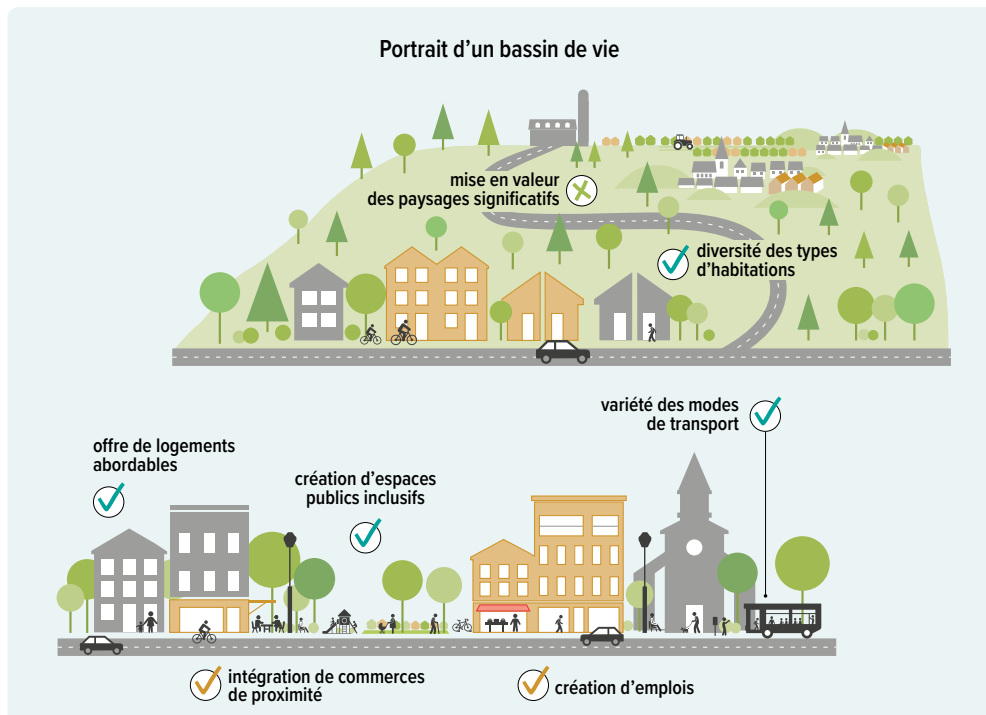 Portrait d’un bassin de vie
mise en valeur
des paysages significatifs
diversité des types
d’habitations
variété des modes
de transport
offre de logements
abordables
création d’espaces
publics inclusifs
intégration de commerces
de proximité
création d’emplois